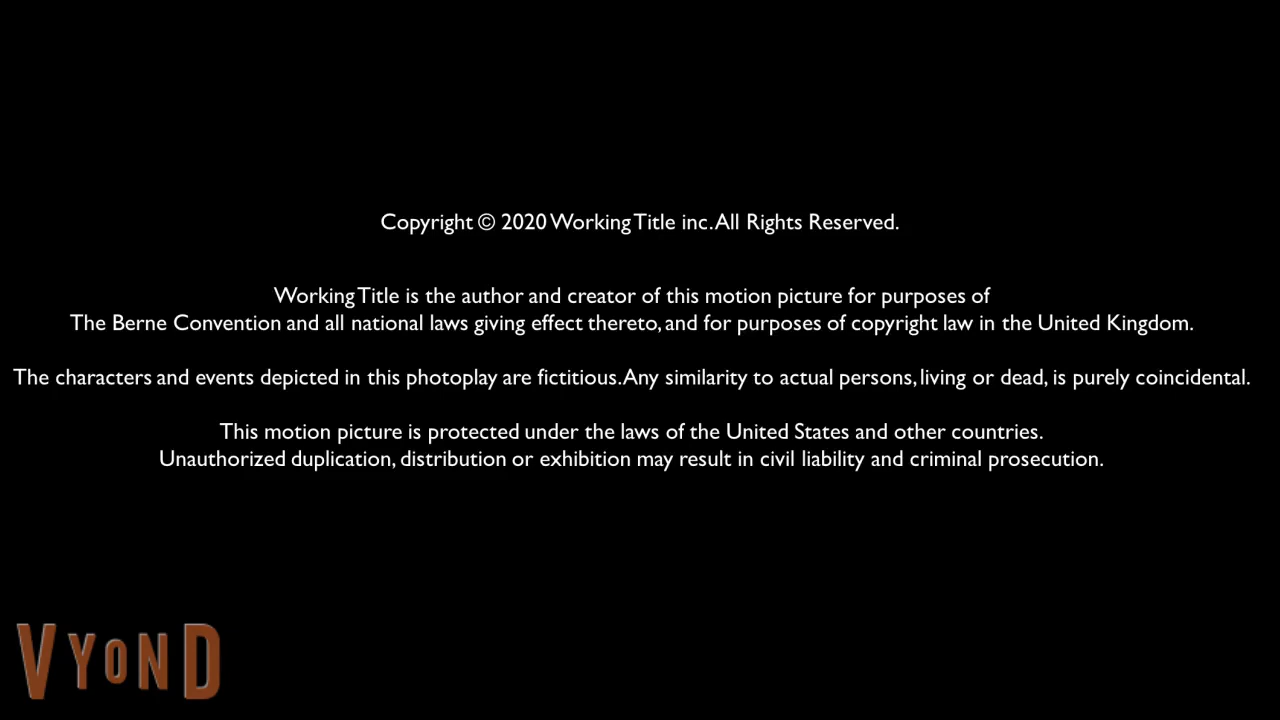 Copyright © 2020 Working Title inc. All Rights Reserved.
Working Title is the author and creator of this motion picture for purposes of
The Berne Convention and all national laws giving effect thereto, and for purposes of copyright law in the United Kingdom.
The characters and events depicted in this photoplay are fictitious. Any similarity to actual persons, living or dead, is purely coincidental.
This motion picture is protected under the laws of the United States and other countries.
Unauthorized duplication, distribution or exhibition may result in civil liability and criminal prosecution.
VYOND